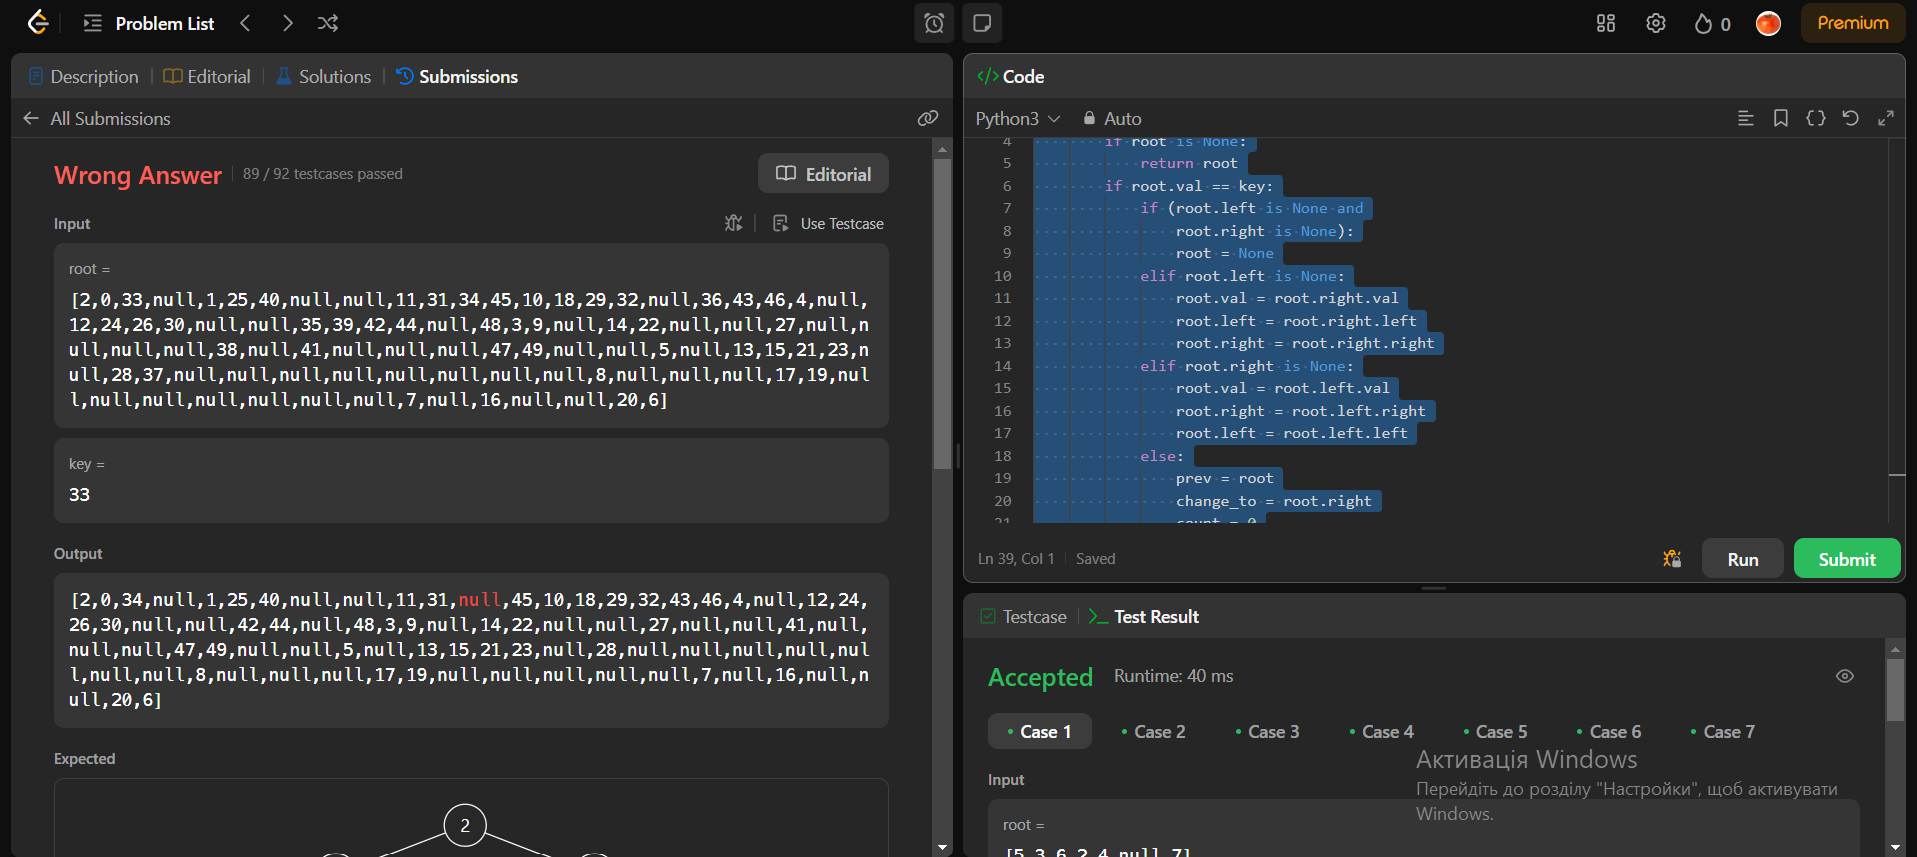 Problem List
0
Premium
Description
Editorial
Solutions
Submissions
All Submissions
Wrong Answer
89 / 92 testcases passed
Editorial
Input
Use Testcase
root =
[2,0,33,null,1,25,40,null,null,11,31,34,45,10,18,29,32,null,36,43,46,4,null,
12,24,26,30,null,null,35,39,42,44,null,48,3,9,null,14,22,null,null,27,null,n
ull,null,null,38,null,41,null,null,null,47,49,null,null,5,null,13,15,21,23,n
ull,28,37,null,null,null,null,null,null,null,null,8,null,null,null,17,19,nul
l,null,null,null,null,null,null,7,null,16,null,null,20,6]
key =
33
Output
[2,0,34,null,1,25,40,null,null,11,31,null,45,10,18,29,32,43,46,4,null,12,24,
26,30,null,null,42,44,null,48,3,9,null,14,22,null,null,27,null,null,41,null,
null,null,47,49,null,null,5,null,13,15,21,23,null,28,null,null,null,null,nul
l,null,null,8,null,null,null,17,19,null,null,null,null,null,7,null,16,null,n
ull,20,6]
Expected
2
Code
Python3
Auto
4 if root is None:
5 return root
6 if root.val == key:
7 if (root.left is None and
8 root.right is None):
9 root = None
10 elif root.left is None:
11 root.val = root.right.val
12 root.left = root.right.left
13 root.right = root.right.right
14 elif root.right is None:
15 root.val = root.left.val
16 root.right = root.left.right
17 root.left = root.left.left
18 else:
19 prev = root
20 change_to = root.right
21 count = 0
Ln 39, Col 1
Saved
Run
Submit
Testcase
Test Result
Accepted
Runtime: 40 ms
Case 1
Case 2
Case 3
Case 4
Case 5
Case 6
Case 7
Input
root =
[5,3,6,2,4,null,7]
Активація Windows
Перейдіть до розділу "Настройки", щоб активувати
Windows.